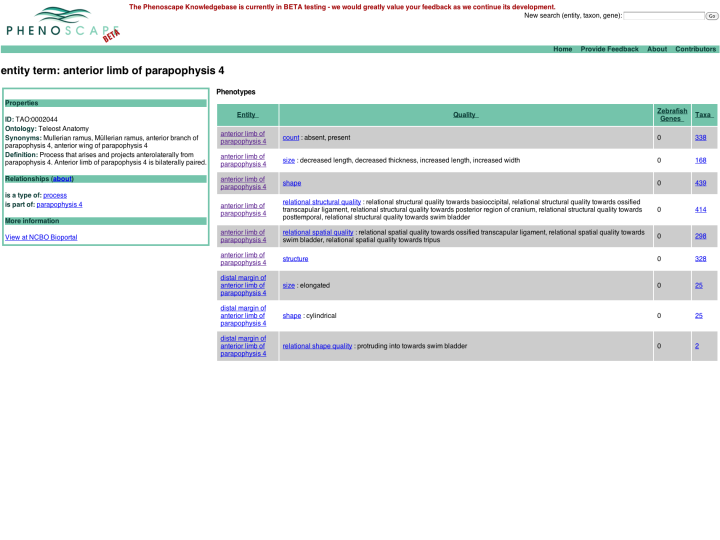 The Phenoscape Knowledgebase is currently in BETA testing - we would greatly value your feedback as we continue its development.
New search (entity, taxon, gene): Go
PHENOSCAPE
BETA
Home Provide Feedback About Contributors
entity term: anterior limb of parapophysis 4
Properties
ID: TAO:0002044
Ontology: Teleost Anatomy
Synonyms: Mullerian ramus, Müllerian ramus, anterior branch of
parapophysis 4, anterior wing of parapophysis 4
Definition: Process that arises and projects anterolaterally from
parapophysis 4. Anterior limb of parapophysis 4 is bilaterally paired.
Relationships (about)
is a type of: process
is part of: parapophysis 4
More information
View at NCBO Bioportal
Phenotypes
Entity Quality Zebrafish Genes Taxa
anterior limb of parapophysis 4 count : absent, present 0 338
anterior limb of parapophysis 4 size : decreased length, decreased thickness, increased length, increased width 0 168
anterior limb of parapophysis 4 shape 0 439
anterior limb of parapophysis 4 relational structural quality : relational structural quality towards basioccipital, relational structural quality towards ossified
transcapular ligament, relational structural quality towards posterior region of cranium, relational structural quality towards
posttemporal, relational structural quality towards swim bladder 0 414
anterior limb of parapophysis 4 relational spatial quality : relational spatial quality towards ossified transcapular ligament, relational spatial quality towards
swim bladder, relational spatial quality towards tripus 0 298
anterior limb of parapophysis 4 structure 0 328
distal margin of anterior limb of parapophysis 4 size : elongated 0 25
distal margin of anterior limb of parapophysis 4 shape : cylindrical 0 25
distal margin of anterior limb of parapophysis 4 relational shape quality : protruding into towards swim bladder 0 2